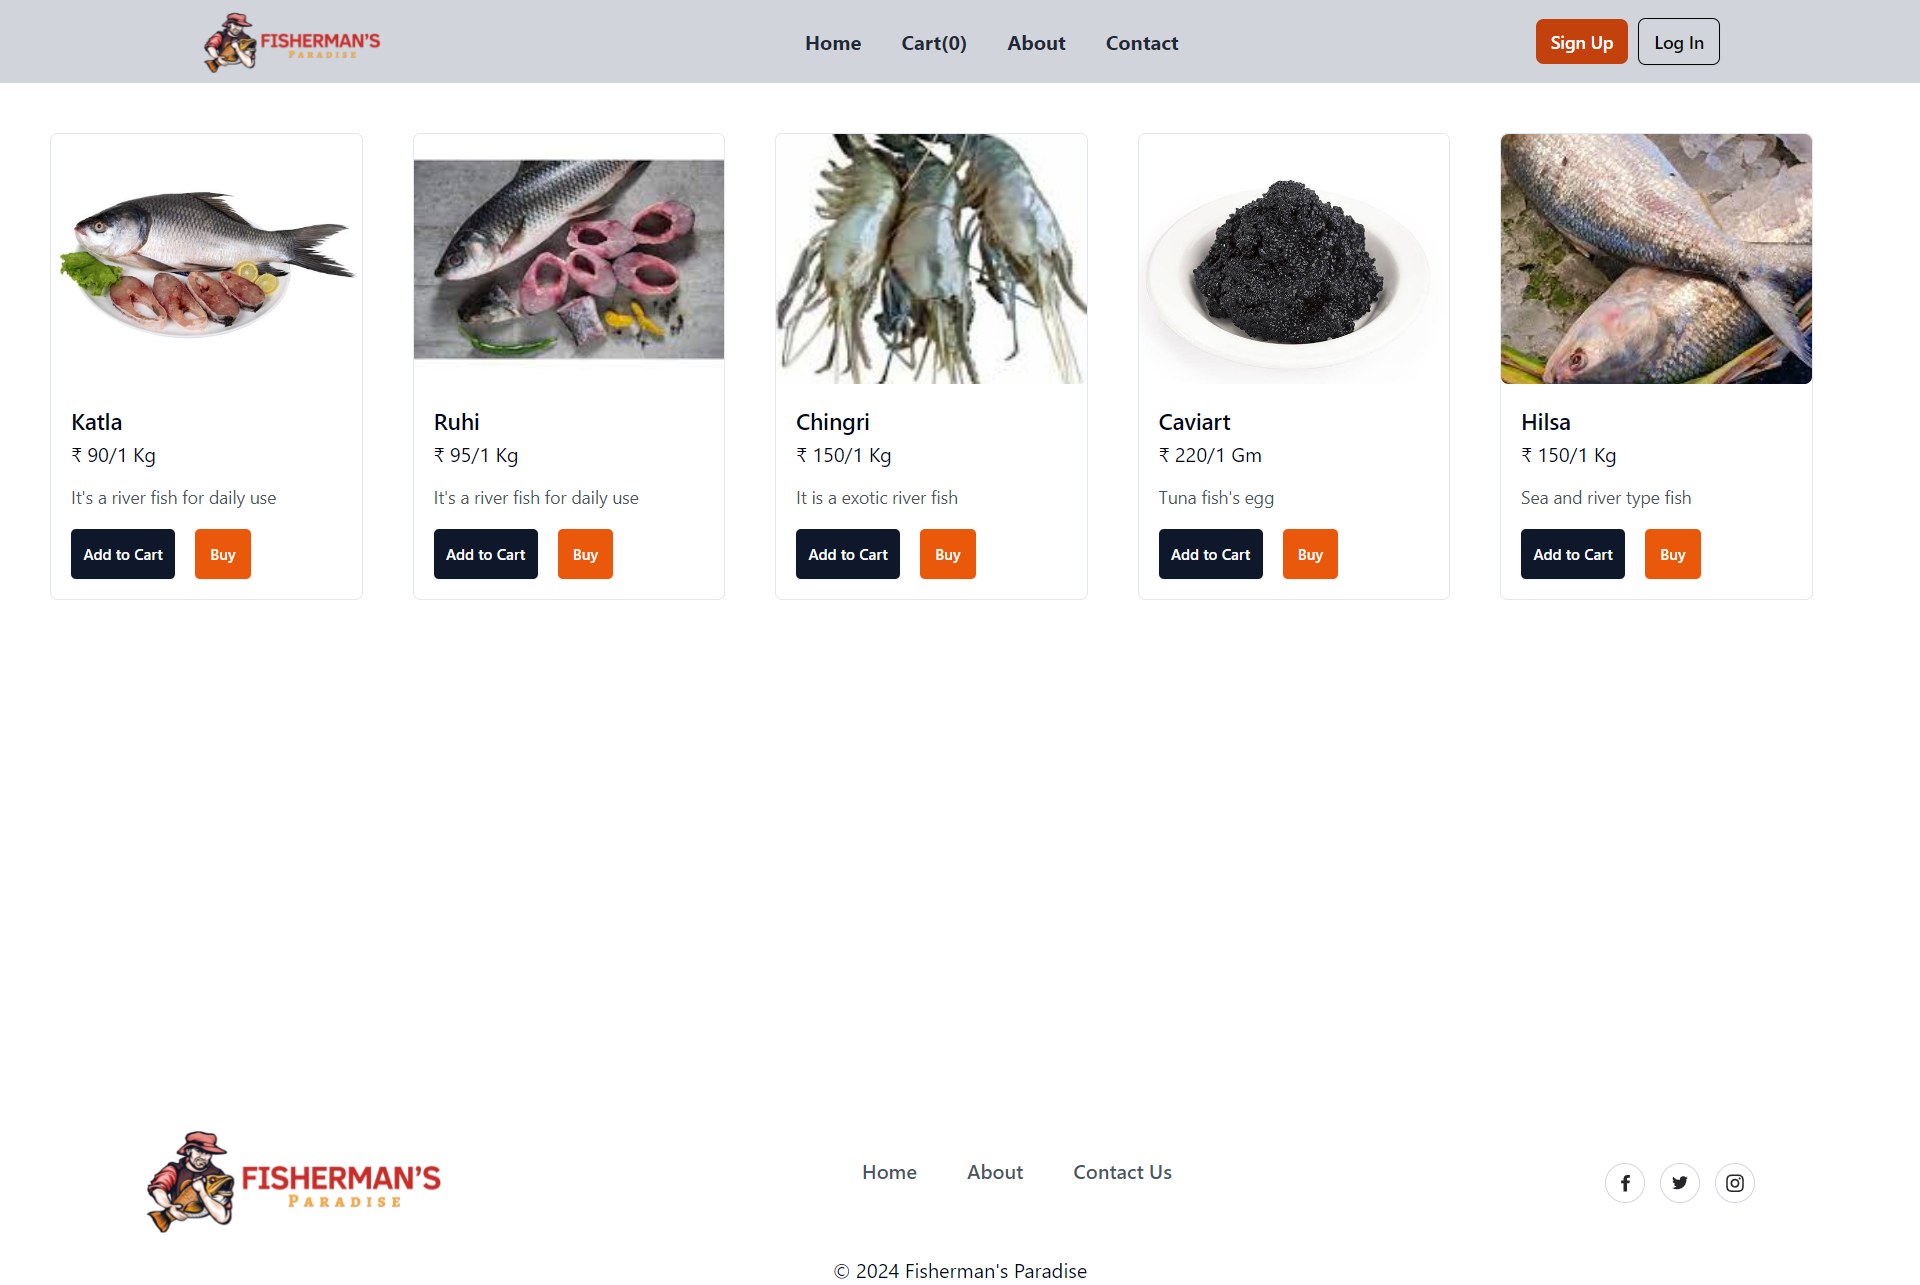 FISHERMAN'S
PARADISE
Home Cart(0) About Contact
Sign Up Log In
Katla
₹ 90/1 Kg
It's a river fish for daily use
Add to Cart Buy
Ruhi
₹ 95/1 Kg
It's a river fish for daily use
Add to Cart Buy
Chingri
₹ 150/1 Kg
It is a exotic river fish
Add to Cart Buy
Caviart
₹ 220/1 Gm
Tuna fish's egg
Add to Cart Buy
Hilsa
₹ 150/1 Kg
Sea and river type fish
Add to Cart Buy
FISHERMAN'S
PARADISE
Home About Contact Us
© 2024 Fisherman's Paradise